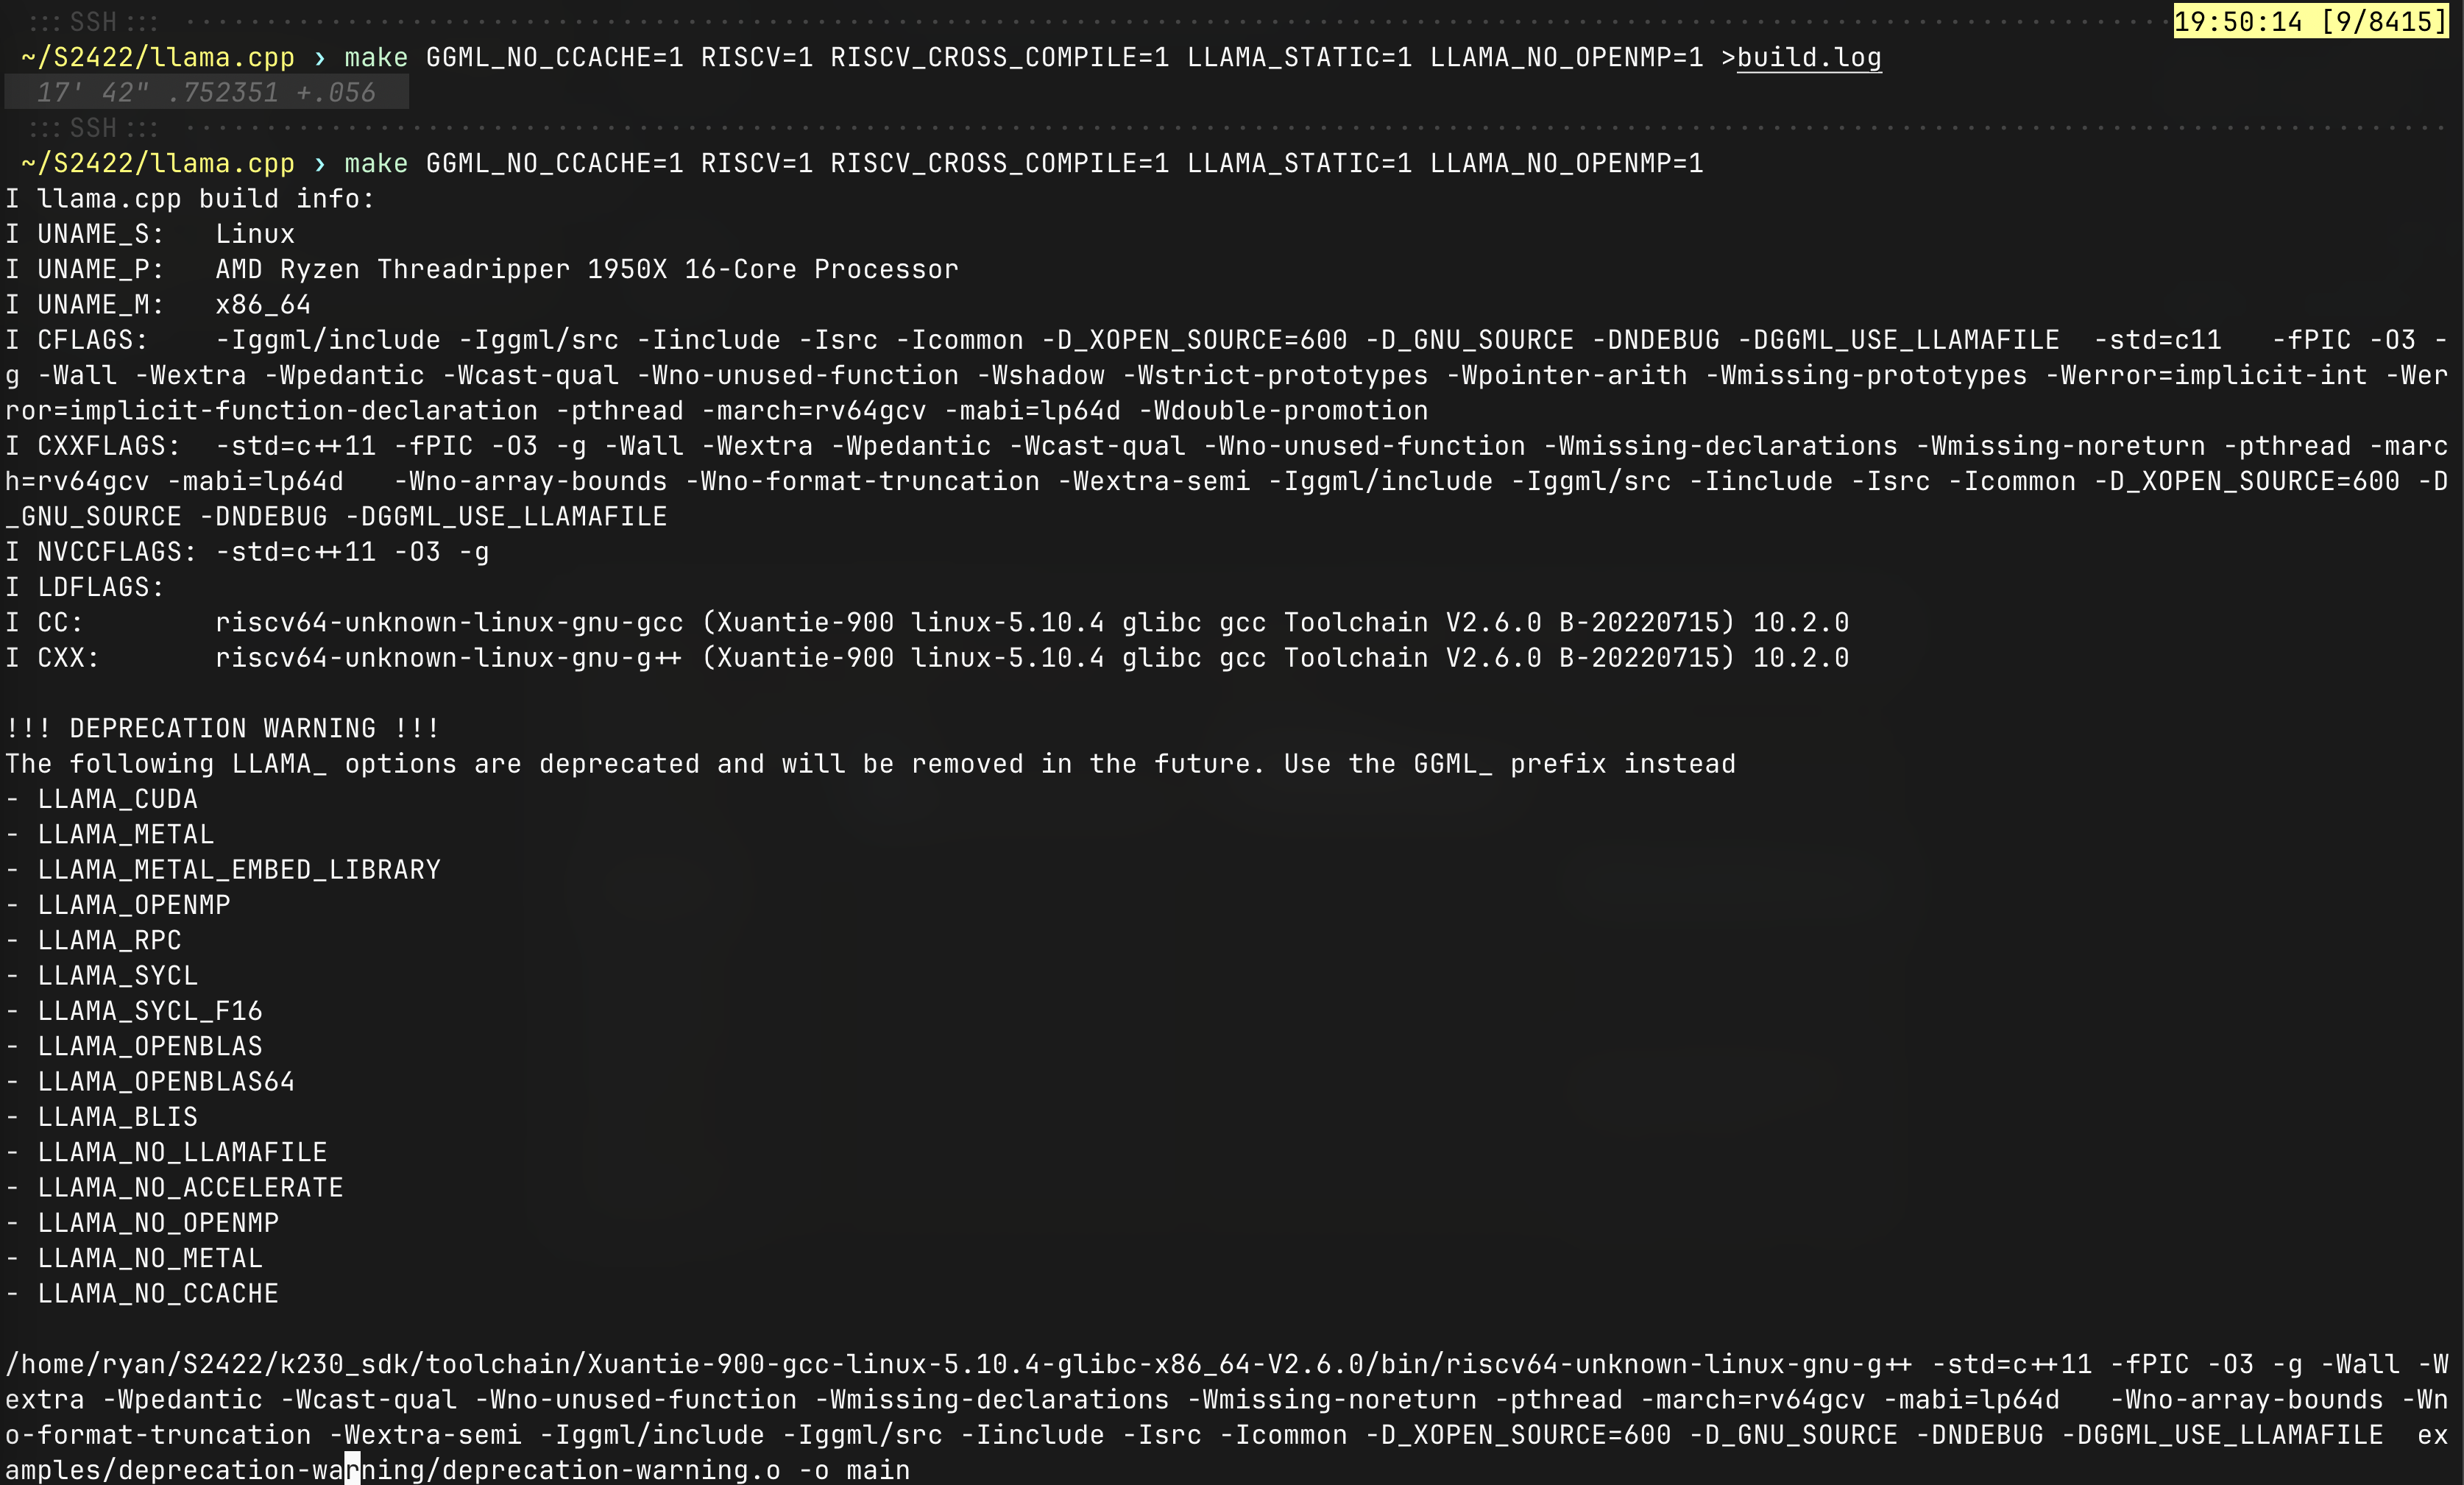 :::SSH::: 19:50:14 [9/8415]
~/S2422/llama.cpp › make GGML_NO_CCACHE=1 RISCV=1 RISCV_CROSS_COMPILE=1 LLAMA_STATIC=1 LLAMA_NO_OPENMP=1 >build.log
17' 42" .752351 +.056
:::SSH:::
~/S2422/llama.cpp › make GGML_NO_CCACHE=1 RISCV=1 RISCV_CROSS_COMPILE=1 LLAMA_STATIC=1 LLAMA_NO_OPENMP=1
I llama.cpp build info:
I UNAME_S:   Linux
I UNAME_P:   AMD Ryzen Threadripper 1950X 16-Core Processor
I UNAME_M:   x86_64
I CFLAGS:    -Iggml/include -Iggml/src -Iinclude -Isrc -Icommon -D_XOPEN_SOURCE=600 -D_GNU_SOURCE -DNDEBUG -DGGML_USE_LLAMAFILE  -std=c11   -fPIC -O3 -
g -Wall -Wextra -Wpedantic -Wcast-qual -Wno-unused-function -Wshadow -Wstrict-prototypes -Wpointer-arith -Wmissing-prototypes -Werror=implicit-int -Wer
ror=implicit-function-declaration -pthread -march=rv64gcv -mabi=lp64d -Wdouble-promotion
I CXXFLAGS:  -std=c++11 -fPIC -O3 -g -Wall -Wextra -Wpedantic -Wcast-qual -Wno-unused-function -Wmissing-declarations -Wmissing-noreturn -pthread -marc
h=rv64gcv -mabi=lp64d   -Wno-array-bounds -Wno-format-truncation -Wextra-semi -Iggml/include -Iggml/src -Iinclude -Isrc -Icommon -D_XOPEN_SOURCE=600 -D
_GNU_SOURCE -DNDEBUG -DGGML_USE_LLAMAFILE
I NVCCFLAGS: -std=c++11 -O3 -g
I LDFLAGS:
I CC:        riscv64-unknown-linux-gnu-gcc (Xuantie-900 linux-5.10.4 glibc gcc Toolchain V2.6.0 B-20220715) 10.2.0
I CXX:       riscv64-unknown-linux-gnu-g++ (Xuantie-900 linux-5.10.4 glibc gcc Toolchain V2.6.0 B-20220715) 10.2.0
!!! DEPRECATION WARNING !!!
The following LLAMA_ options are deprecated and will be removed in the future. Use the GGML_ prefix instead
- LLAMA_CUDA
- LLAMA_METAL
- LLAMA_METAL_EMBED_LIBRARY
- LLAMA_OPENMP
- LLAMA_RPC
- LLAMA_SYCL
- LLAMA_SYCL_F16
- LLAMA_OPENBLAS
- LLAMA_OPENBLAS64
- LLAMA_BLIS
- LLAMA_NO_LLAMAFILE
- LLAMA_NO_ACCELERATE
- LLAMA_NO_OPENMP
- LLAMA_NO_METAL
- LLAMA_NO_CCACHE
/home/ryan/S2422/k230_sdk/toolchain/Xuantie-900-gcc-linux-5.10.4-glibc-x86_64-V2.6.0/bin/riscv64-unknown-linux-gnu-g++ -std=c++11 -fPIC -O3 -g -Wall -W
extra -Wpedantic -Wcast-qual -Wno-unused-function -Wmissing-declarations -Wmissing-noreturn -pthread -march=rv64gcv -mabi=lp64d   -Wno-array-bounds -Wn
o-format-truncation -Wextra-semi -Iggml/include -Iggml/src -Iinclude -Isrc -Icommon -D_XOPEN_SOURCE=600 -D_GNU_SOURCE -DNDEBUG -DGGML_USE_LLAMAFILE  ex
amples/deprecation-warning/deprecation-warning.o -o main